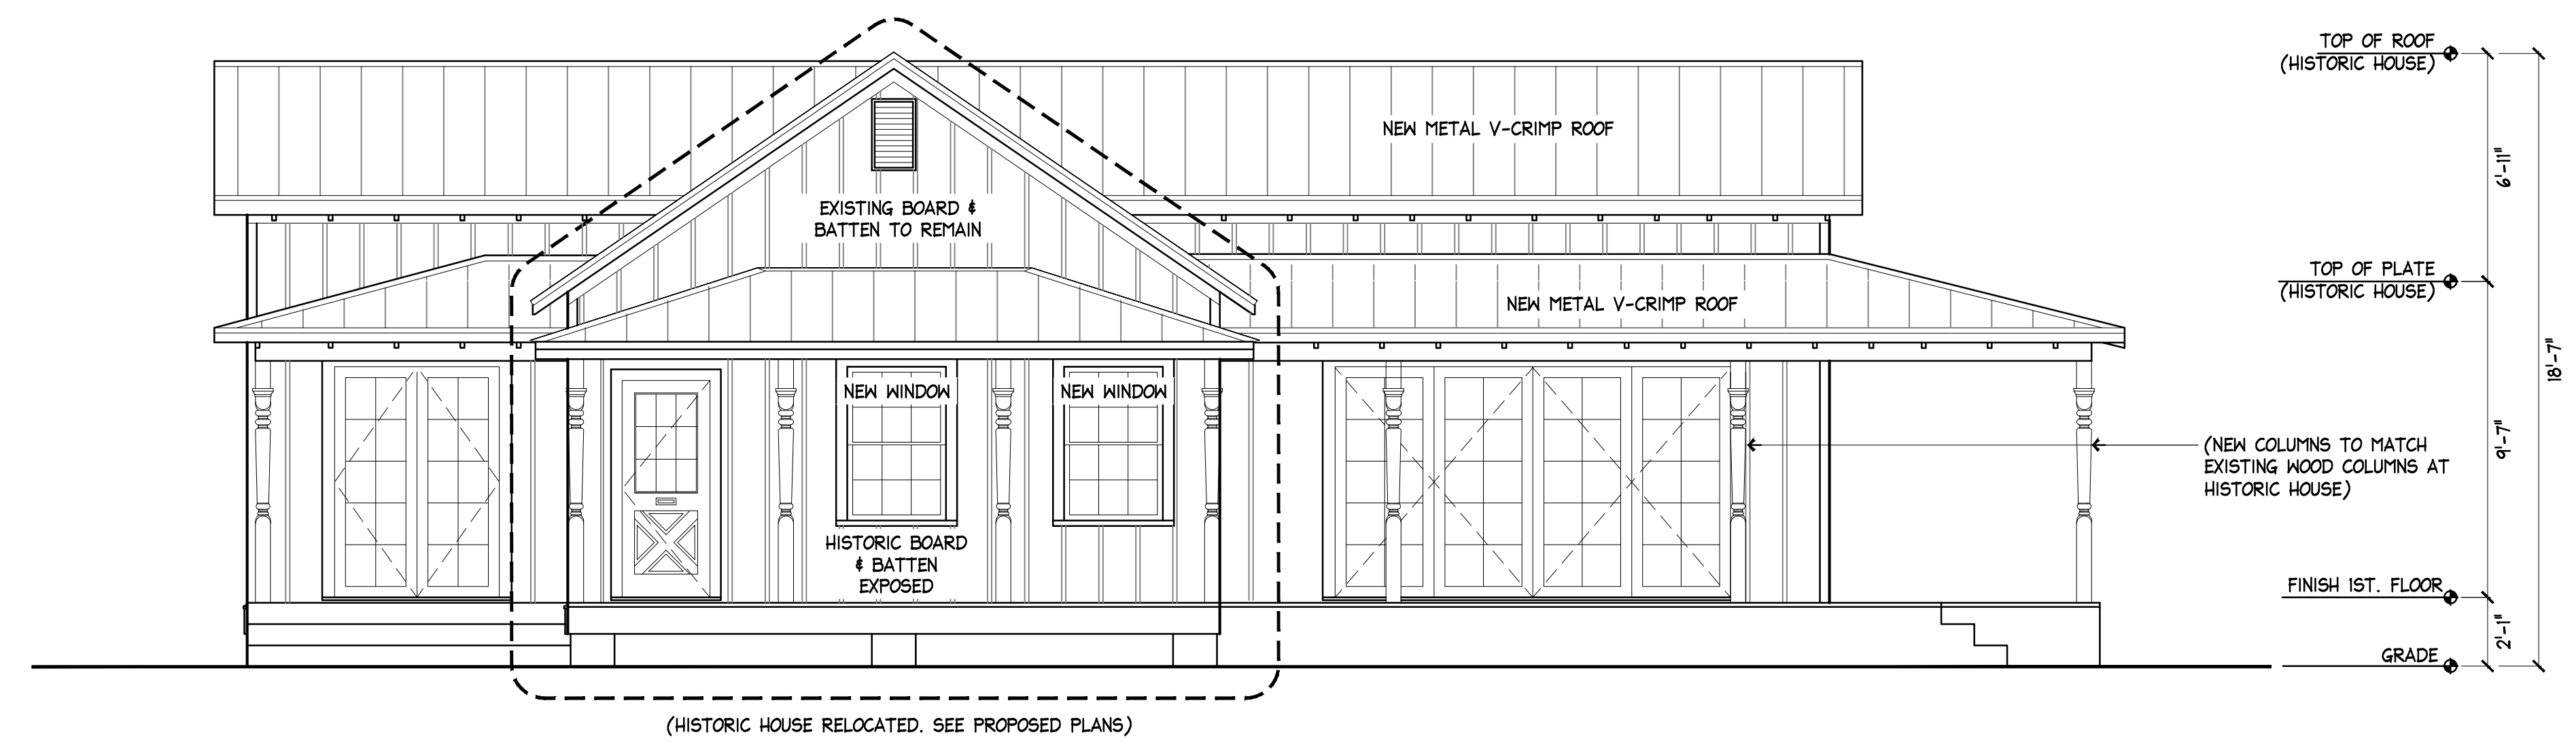 TOP OF ROOF
(HISTORIC HOUSE)
NEW METAL V-CRIMP ROOF
6'-11"
EXISTING BOARD &
BATTEN TO REMAIN
TOP OF PLATE
(HISTORIC HOUSE)
NEW METAL V-CRIMP ROOF
18'-7"
NEW WINDOW
NEW WINDOW
9'-7"
(NEW COLUMNS TO MATCH
EXISTING WOOD COLUMNS AT
HISTORIC HOUSE)
HISTORIC BOARD
& BATTEN
EXPOSED
FINISH 1ST. FLOOR
2'-1"
GRADE
(HISTORIC HOUSE RELOCATED. SEE PROPOSED PLANS)